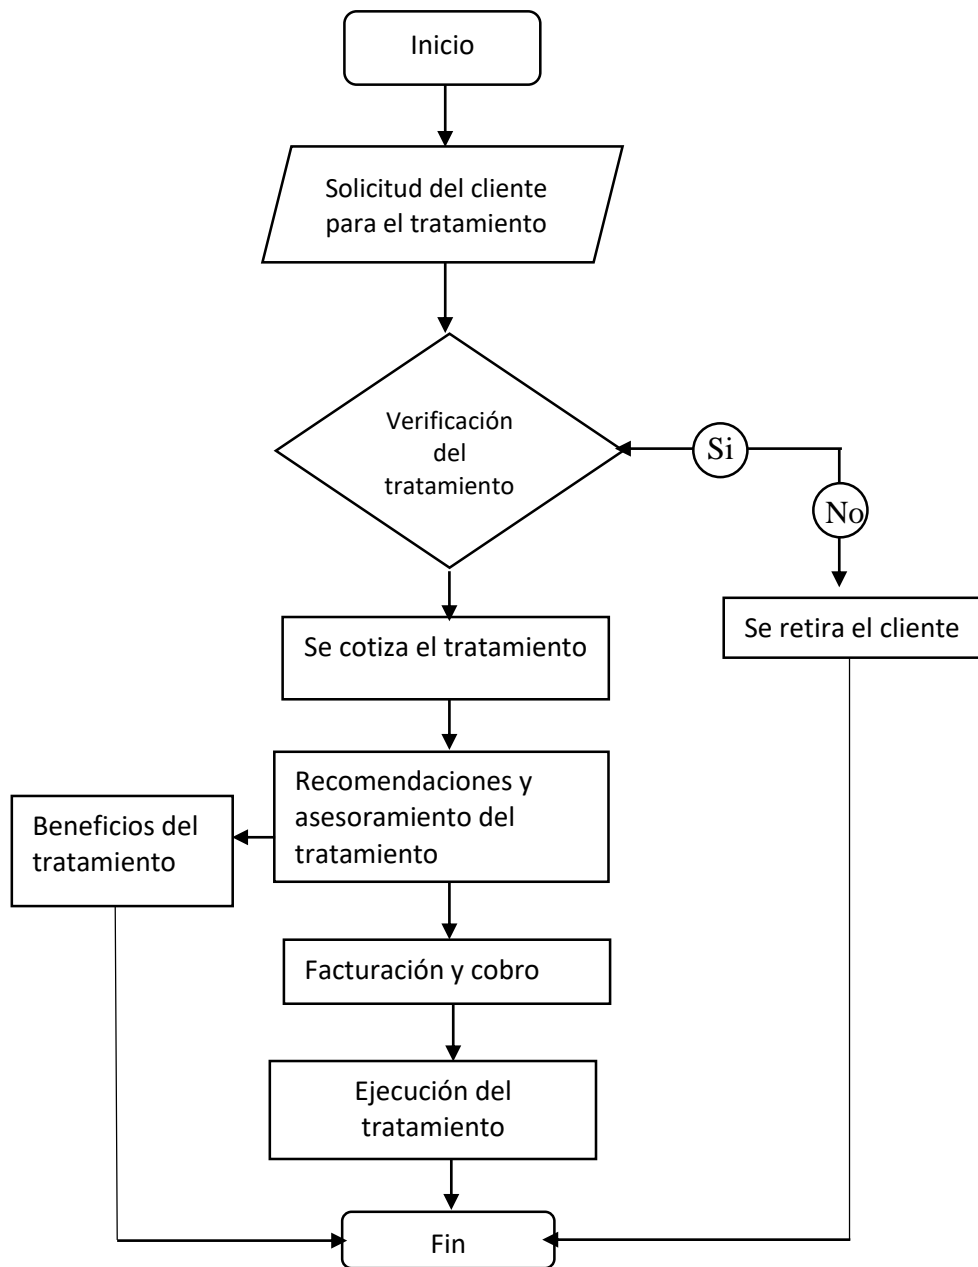 Inicio
Solicitud del cliente
para el tratamiento
Verificación
del
tratamiento
Si
No
Se cotiza el tratamiento
Se retira el cliente
Recomendaciones y
asesoramiento del
tratamiento
Beneficios del
tratamiento
Facturación y cobro
Ejecución del
tratamiento
Fin